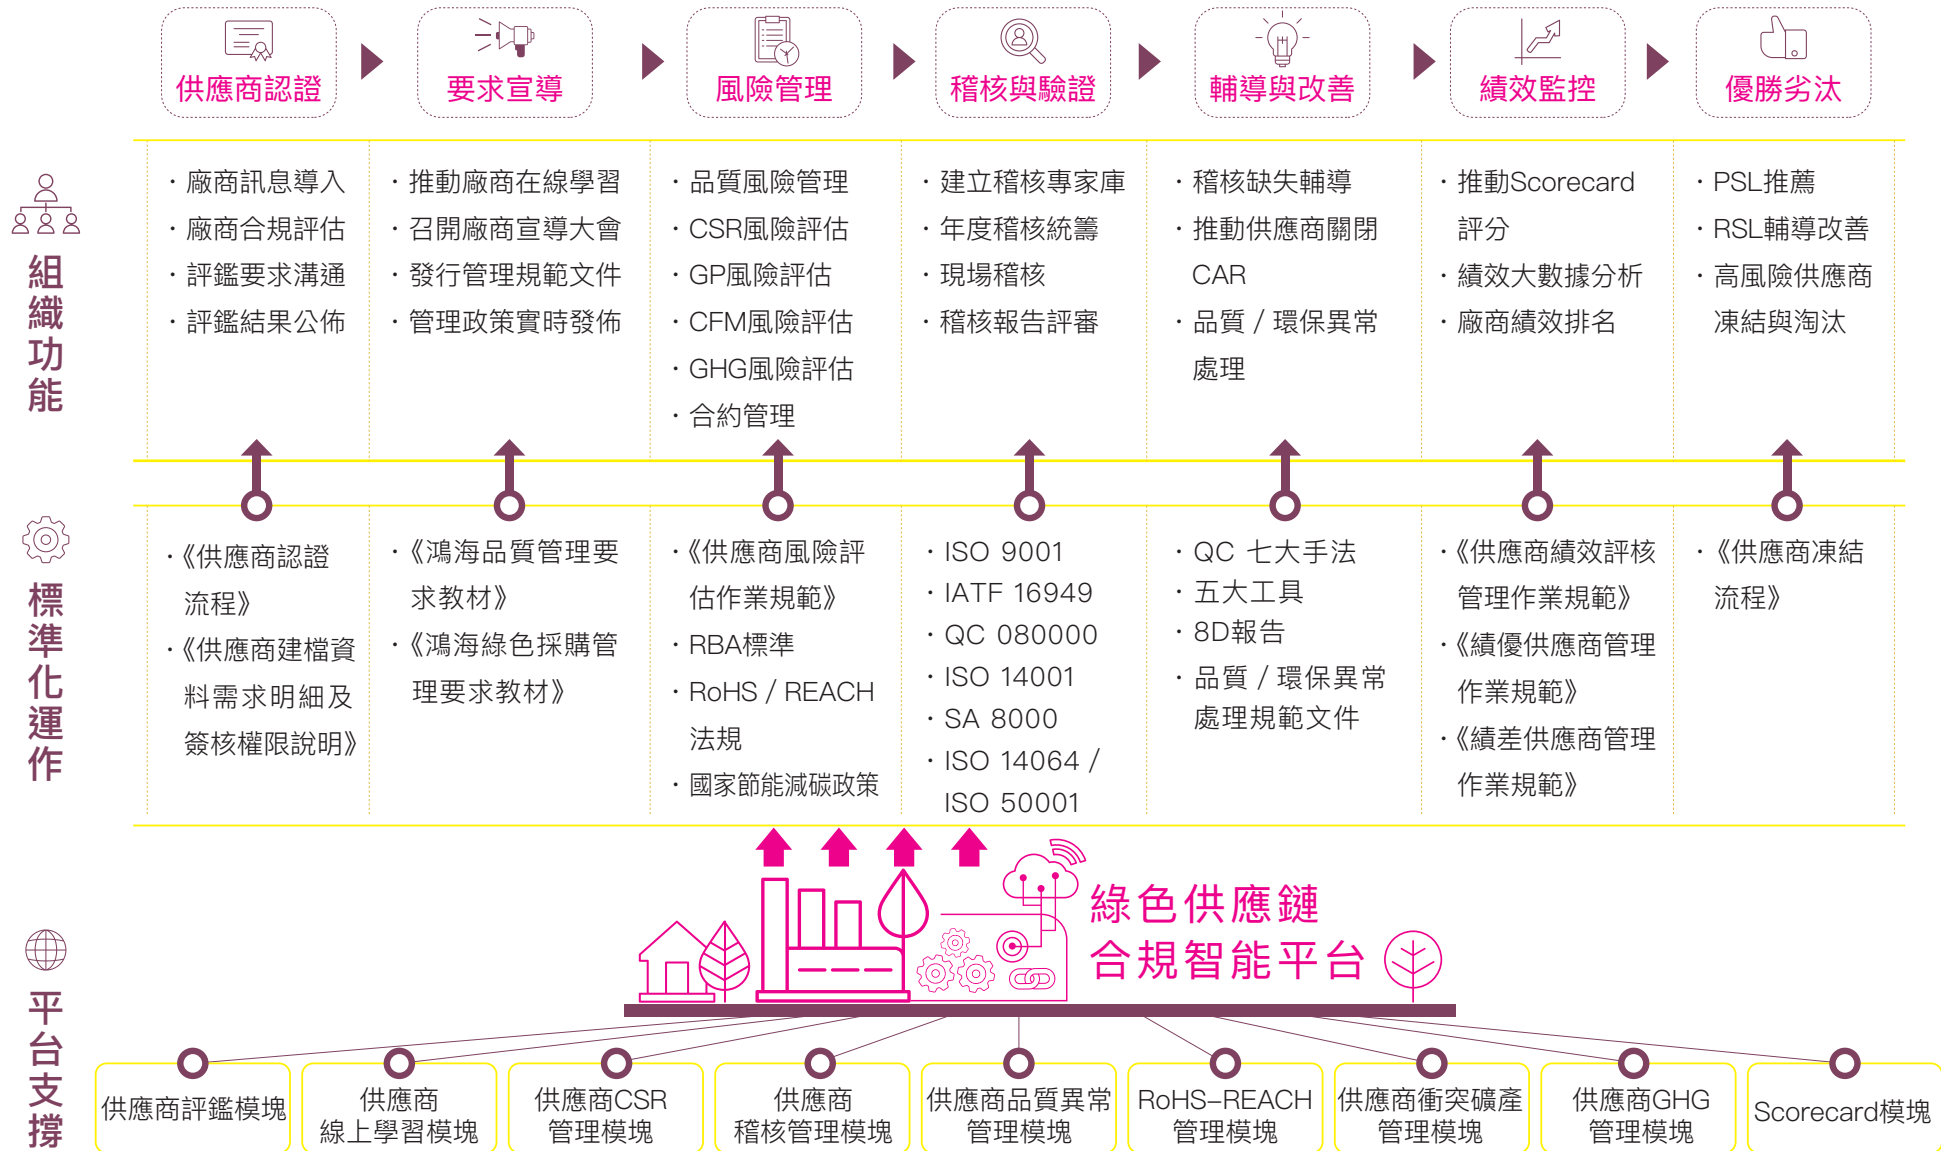 供應商認證
要求宣導
風險管理
稽核與驗證
輔導與改善
績效監控
優勝劣汰
組織功能
· 廠商訊息導入
· 廠商合規評估
· 評鑑要求溝通
· 評鑑結果公佈
· 推動廠商在線學習
· 召開廠商宣導大會
· 發行管理規範文件
· 管理政策實時發佈
· 品質風險管理
· CSR風險評估
· GP風險評估
· CFM風險評估
· GHG風險評估
· 合約管理
· 建立稽核專家庫
· 年度稽核統籌
· 現場稽核
· 稽核報告評審
· 稽核缺失輔導
· 推動供應商關閉
CAR
· 品質 / 環保異常
處理
· 推動Scorecard
評分
· 績效大數據分析
· 廠商績效排名
· PSL推薦
· RSL輔導改善
· 高風險供應商
凍結與淘汰
標準化運作
·《供應商認證
流程》
·《供應商建檔資
料需求明細及
簽核權限說明》
·《鴻海品質管理要
求教材》
·《鴻海綠色採購管
理要求教材》
·《供應商風險評
估作業規範》
· RBA標準
· RoHS / REACH
法規
· 國家節能減碳政策
· ISO 9001
· IATF 16949
· QC 080000
· ISO 14001
· SA 8000
· ISO 14064 /
ISO 50001
· QC 七大手法
· 五大工具
· 8D報告
· 品質 / 環保異常
處理規範文件
·《供應商績效評核
管理作業規範》
·《績優供應商管理
作業規範》
·《績差供應商管理
作業規範》
·《供應商凍結
流程》
平台支撐
綠色供應鏈
合規智能平台
供應商評鑑模塊
供應商
線上學習模塊
供應商CSR
管理模塊
供應商
稽核管理模塊
供應商品質異常
管理模塊
RoHS–REACH
管理模塊
供應商衝突礦產
管理模塊
供應商GHG
管理模塊
Scorecard模塊